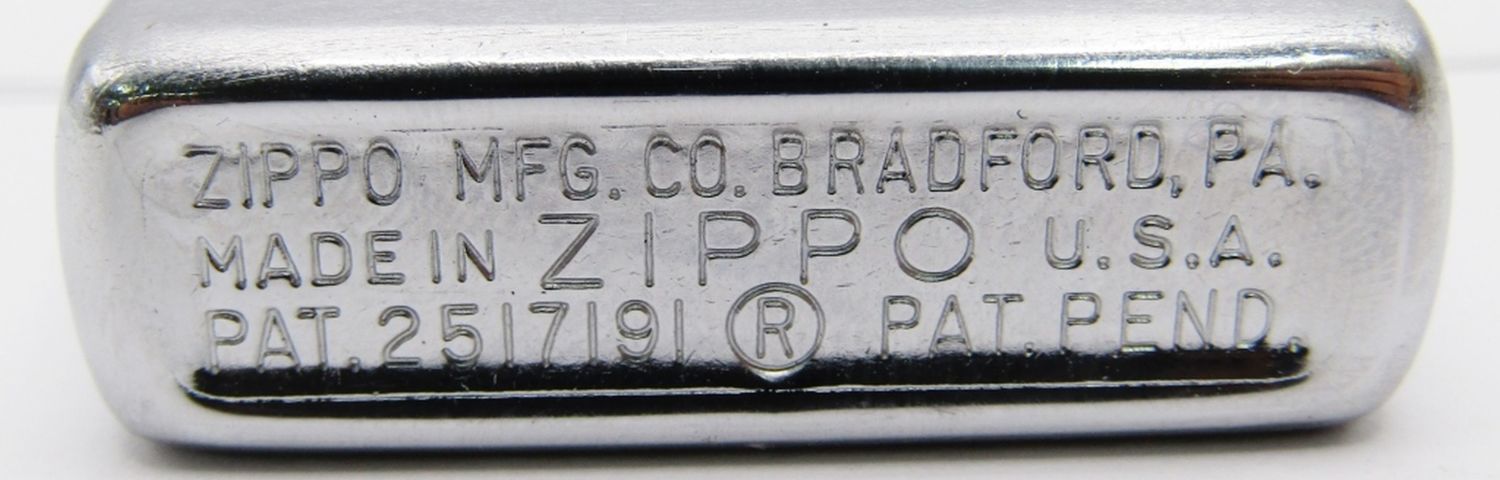 ZIPPO MFG. CO. BRADFORD, PA.
MADE IN ZIPPO U.S.A.
PAT. 2517191 ® PAT. PEND.